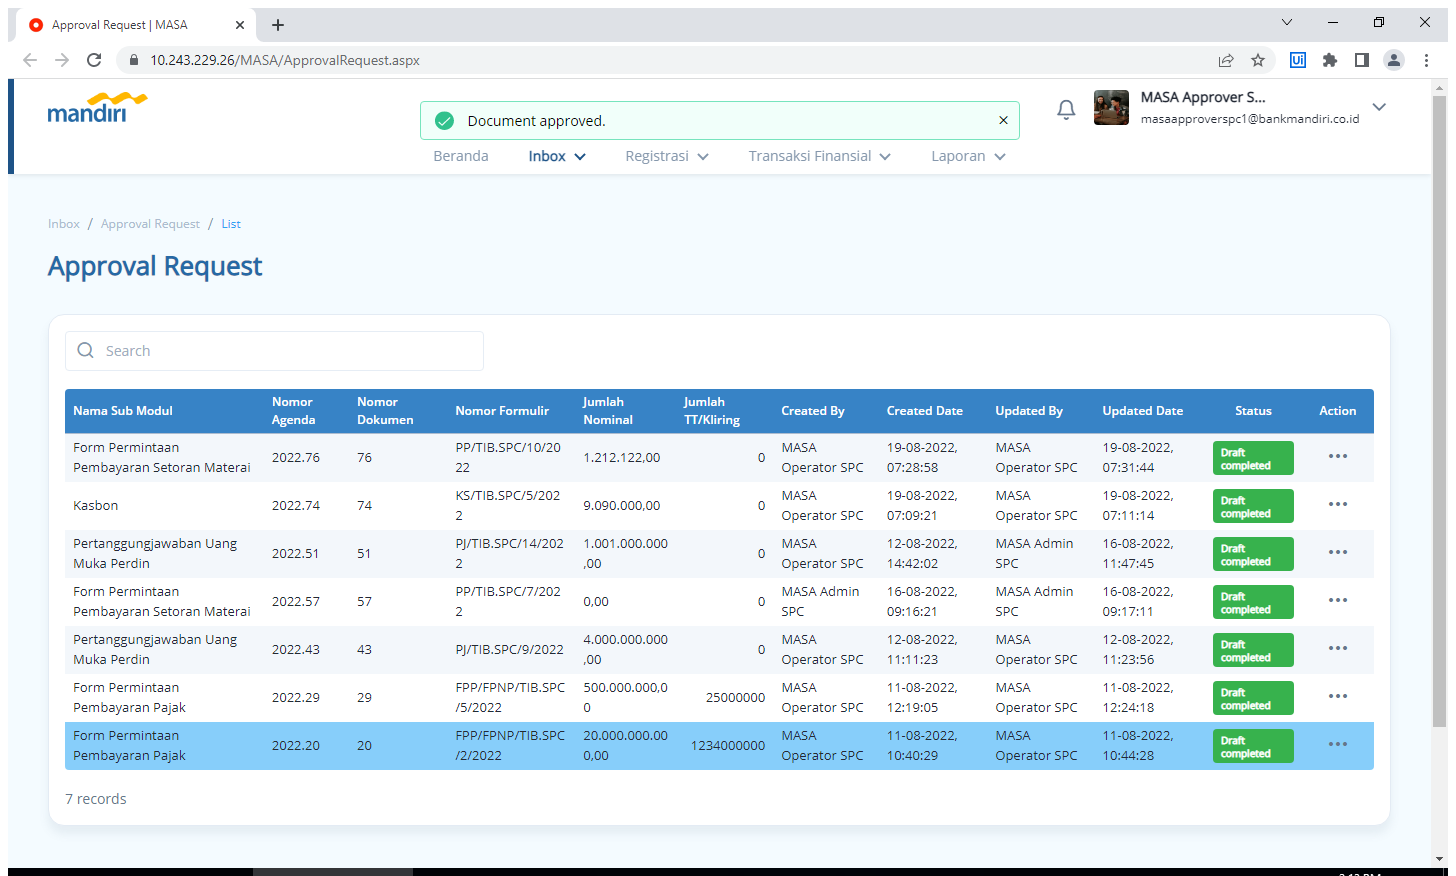 Approval Request | MASA
10.243.229.26/MASA/ApprovalRequest.aspx
Ui
mandiri
Document approved.
MASA Approver S...
masaapproverspc1@bankmandiri.co.id
Beranda Inbox Registrasi Transaksi Finansial Laporan
Inbox / Approval Request / List
Approval Request
Search
Nama Sub Modul Nomor Agenda Nomor Dokumen Nomor Formulir Jumlah Nominal Jumlah TT/Kliring Created By Created Date Updated By Updated Date Status Action
Form Permintaan 2022.76 76 PP/TIB.SPC/10/20 1.212.122,00 0 MASA 19-08-2022, MASA 19-08-2022, Draft
Pembayaran Setoran Materai 22 Operator SPC 07:28:58 Operator SPC 07:31:44 completed
Kasbon 2022.74 74 KS/TIB.SPC/5/202 9.090.000,00 0 MASA 19-08-2022, MASA 19-08-2022, Draft
2 Operator SPC 07:09:21 Operator SPC 07:11:14 completed
Pertanggungjawaban Uang 2022.51 51 PJ/TIB.SPC/14/202 1.001.000.000 0 MASA 12-08-2022, MASA Admin 16-08-2022, Draft
Muka Perdin 2 ,00 Operator SPC 14:42:02 SPC 11:47:45 completed
Form Permintaan 2022.57 57 PP/TIB.SPC/7/202 0,00 0 MASA Admin 16-08-2022, MASA Admin 16-08-2022, Draft
Pembayaran Setoran Materai 2 SPC 09:16:21 SPC 09:17:11 completed
Pertanggungjawaban Uang 2022.43 43 PJ/TIB.SPC/9/2022 4.000.000.000 0 MASA 12-08-2022, MASA 12-08-2022, Draft
Muka Perdin ,00 Operator SPC 11:11:23 Operator SPC 11:23:56 completed
Form Permintaan 2022.29 29 FPP/FPNP/TIB.SPC 500.000.000,0 25000000 MASA 11-08-2022, MASA 11-08-2022, Draft
Pembayaran Pajak /5/2022 0 Operator SPC 12:19:05 Operator SPC 12:24:18 completed
Form Permintaan 2022.20 20 FPP/FPNP/TIB.SPC 20.000.000.00 1234000000 MASA 11-08-2022, MASA 11-08-2022, Draft
Pembayaran Pajak /2/2022 0,00 Operator SPC 10:40:29 Operator SPC 10:44:28 completed
7 records